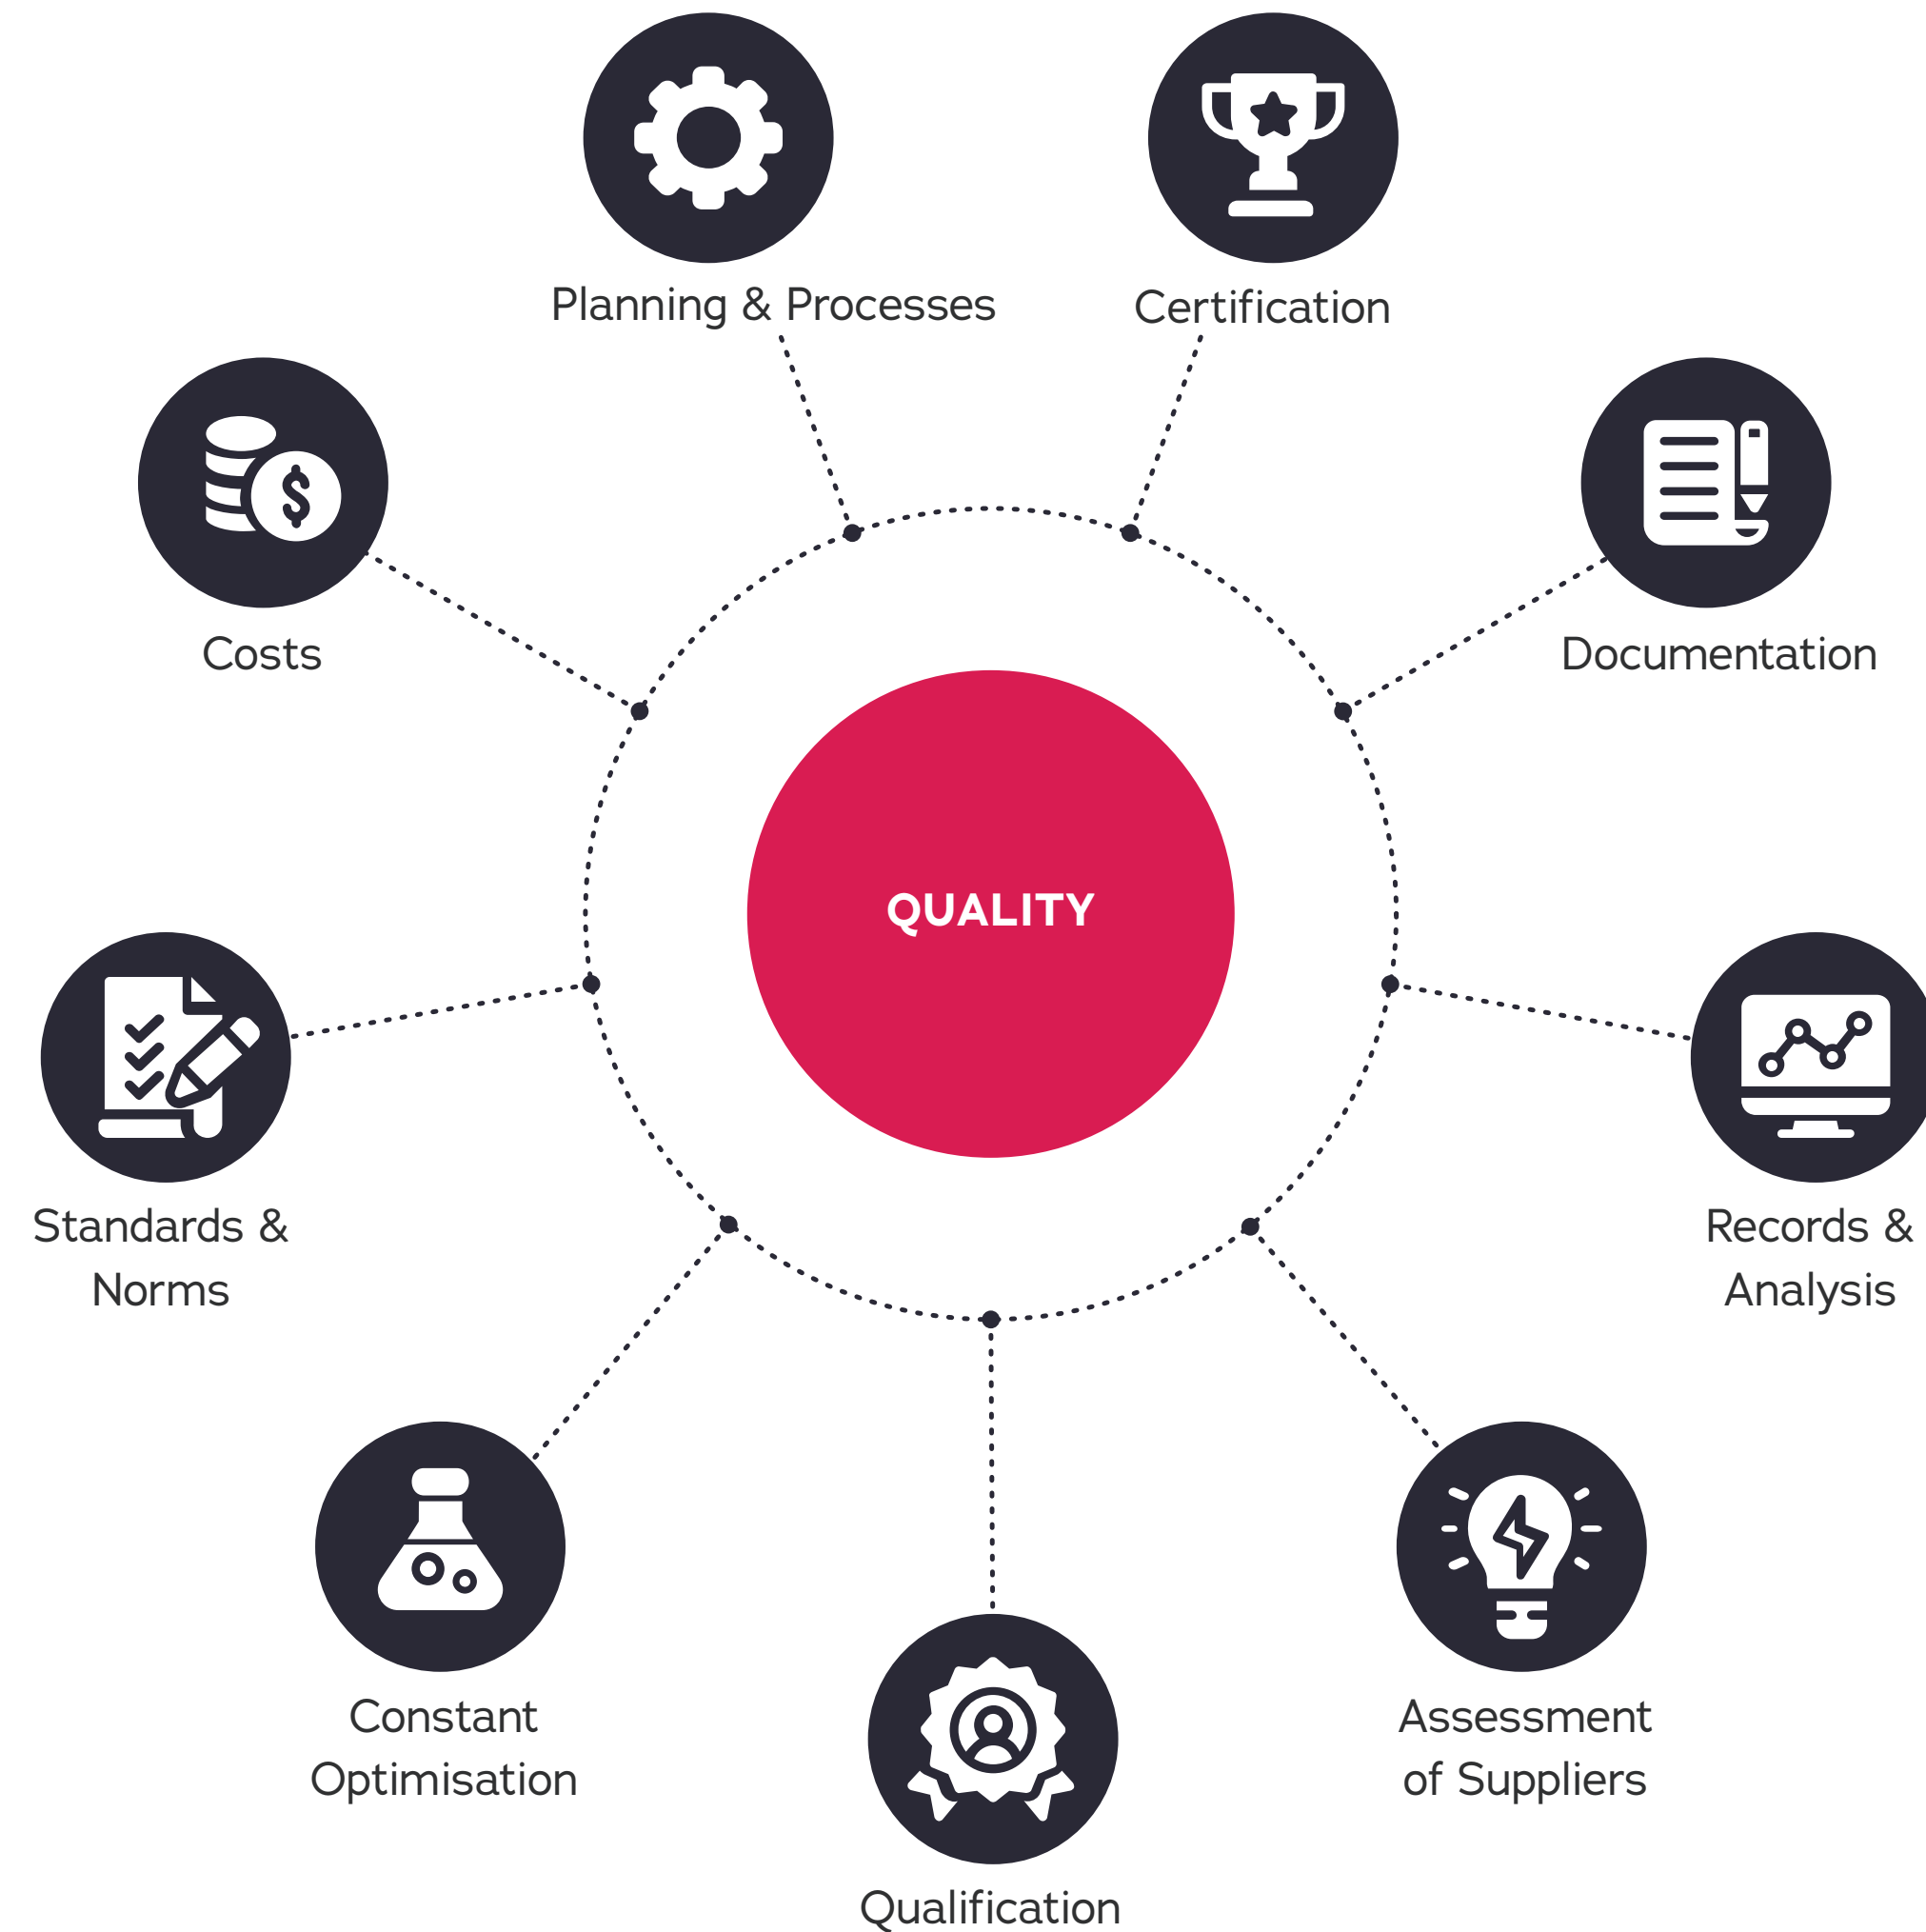 Planning & Processes
Certification
Costs
Documentation
QUALITY
Standards &
Norms
Records &
Analysis
Constant
Optimisation
Assessment
of Suppliers
Qualification